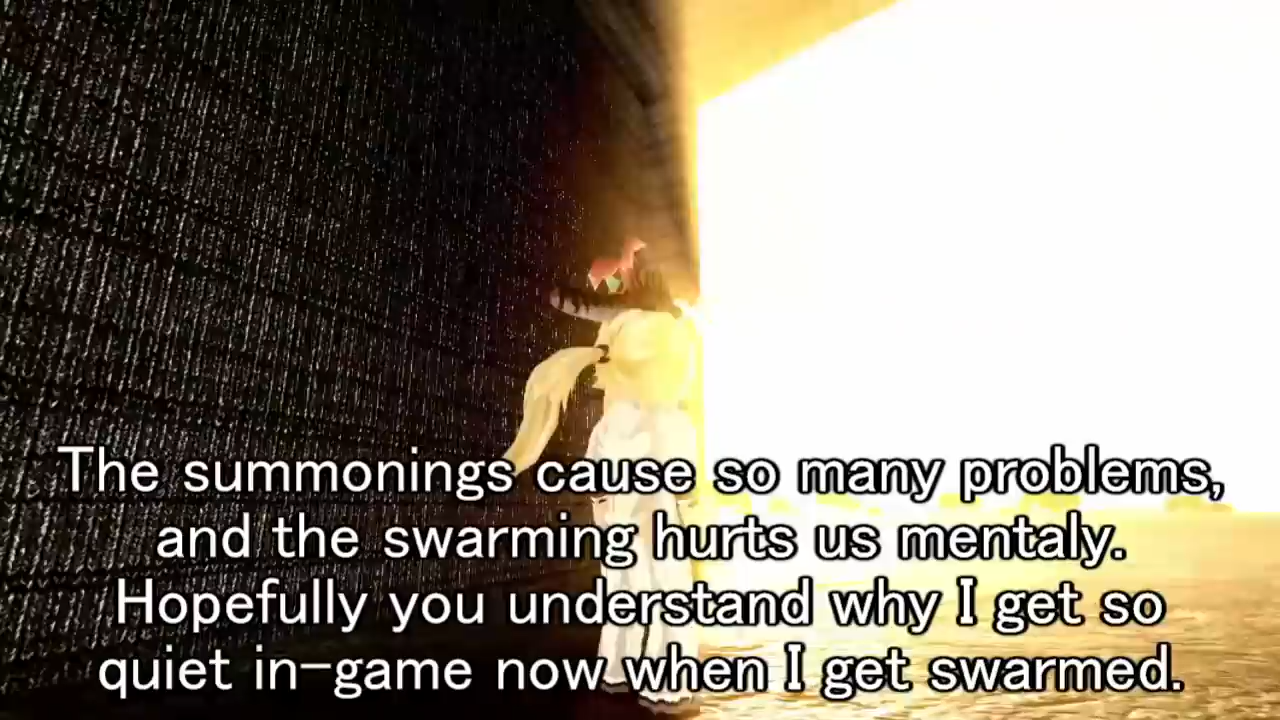 The summonings cause so many problems,
and the swarming hurts us mentaly.
Hopefully you understand why I get so
quiet in-game now when I get swarmed.